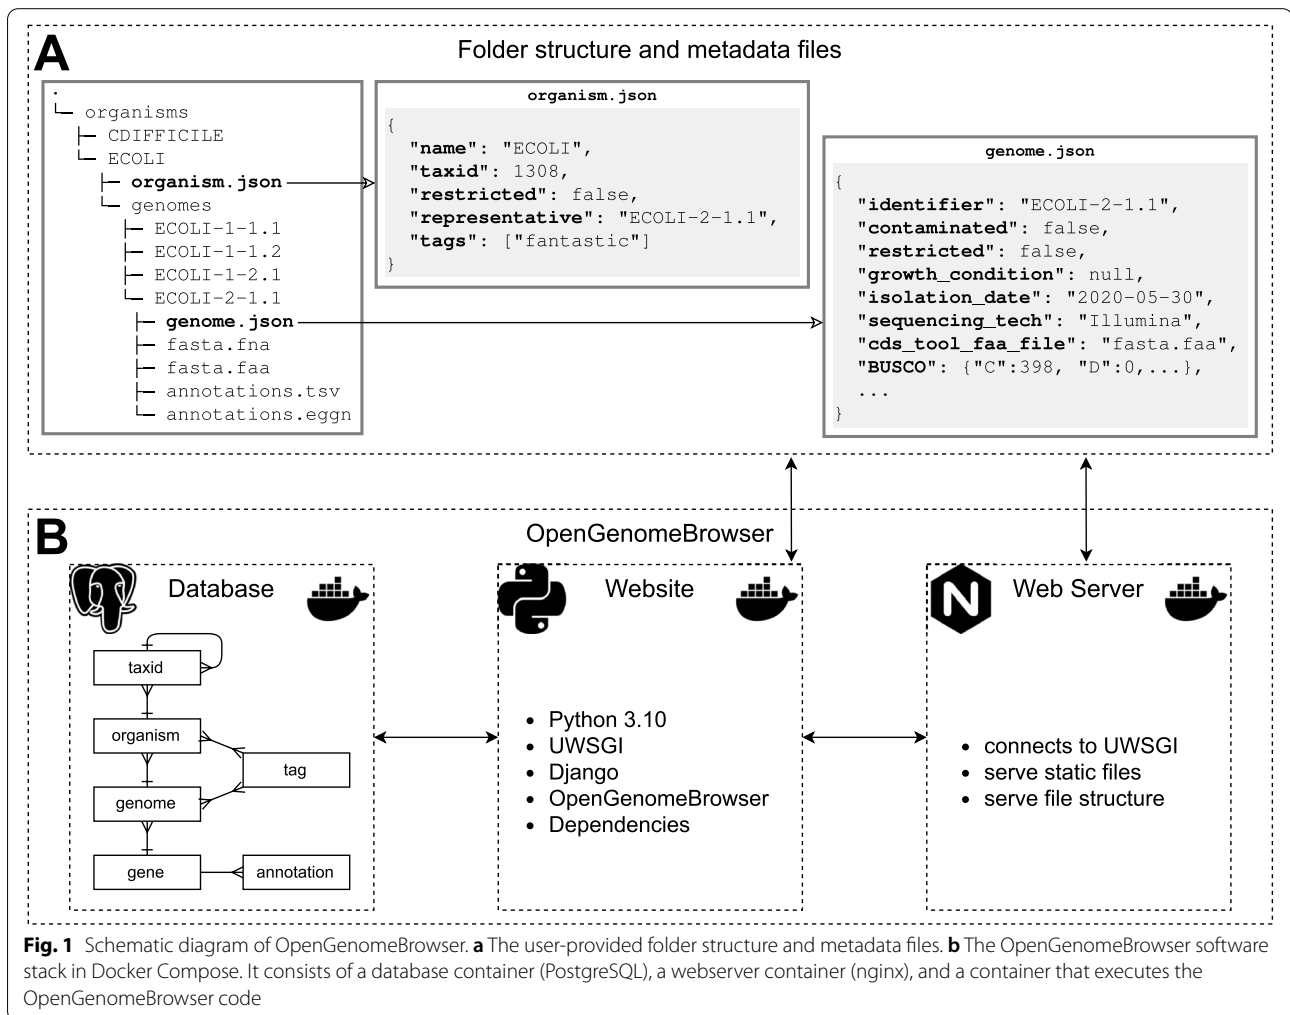 A
Folder structure and metadata files
.
└─ organisms
├─ CDIFFICILE
└─ ECOLI
├─ organism.json
└─ genomes
├─ ECOLI-1-1.1
├─ ECOLI-1-1.2
├─ ECOLI-1-2.1
└─ ECOLI-2-1.1
├─ genome.json
├─ fasta.fna
├─ fasta.faa
├─ annotations.tsv
└─ annotations.eggn
organism.json
{
"name": "ECOLI",
"taxid": 1308,
"restricted": false,
"representative": "ECOLI-2-1.1",
"tags": ["fantastic"]
}
genome.json
{
"identifier": "ECOLI-2-1.1",
"contaminated": false,
"restricted": false,
"growth_condition": null,
"isolation_date": "2020-05-30",
"sequencing_tech": "Illumina",
"cds_tool_faa_file": "fasta.faa",
"BUSCO": {"C":398, "D":0,...},
...
}
B
OpenGenomeBrowser
Database
taxid
organism
tag
genome
gene
annotation
Website
• Python 3.10
• UWSGI
• Django
• OpenGenomeBrowser
• Dependencies
N
Web Server
• connects to UWSGI
• serve static files
• serve file structure
Fig. 1 Schematic diagram of OpenGenomeBrowser. a The user-provided folder structure and metadata files. b The OpenGenomeBrowser software
stack in Docker Compose. It consists of a database container (PostgreSQL), a webserver container (nginx), and a container that executes the
OpenGenomeBrowser code